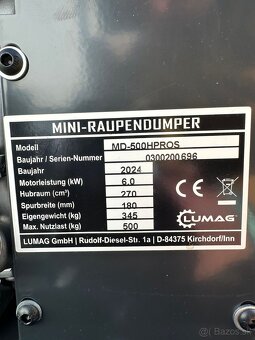 MINI-RAUPENDUMPER
Modell MD-500HPROS
Baujahr / Serien-Nummer 0300200696
Baujahr 2024
Motorleistung (kW) 6.0
Hubraum (cm³) 270
Spurbreite (mm) 180
Eigengewicht (kg) 345
Max. Nutzlast (kg) 500
CE
LUMAG
LUMAG GmbH | Rudolf-Diesel-Str. 1a | D-84375 Kirchdorf/Inn